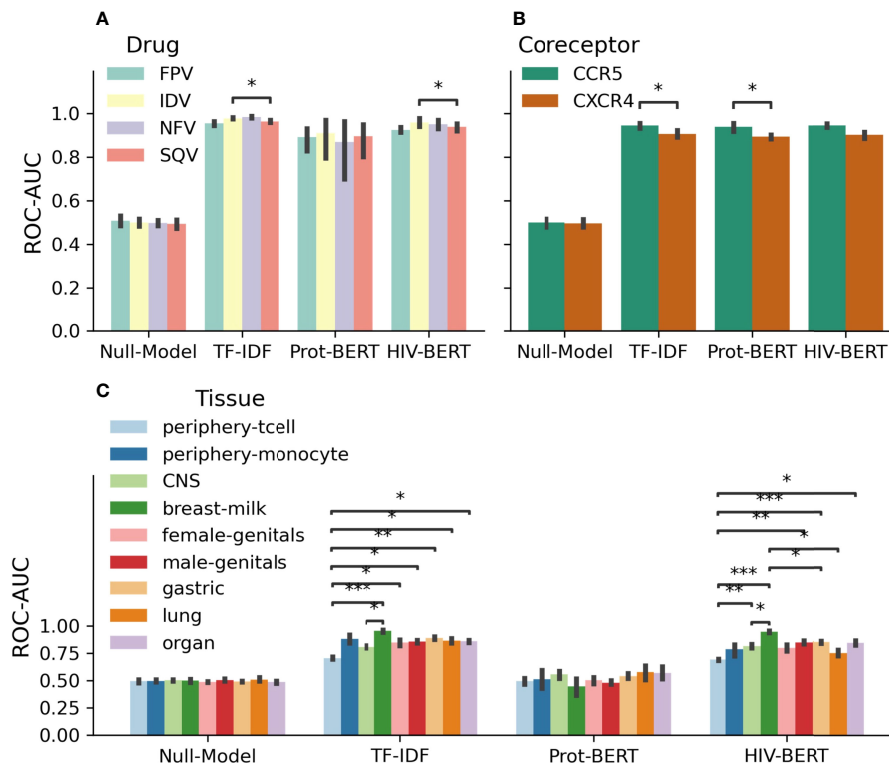 A
Drug
FPV
IDV
NFV
SQV
*
*
ROC-AUC
1.0
0.8
0.6
0.4
0.2
0.0
Null-Model TF-IDF Prot-BERT HIV-BERT
B
Coreceptor
CCR5
CXCR4
*
*
Null-Model TF-IDF Prot-BERT HIV-BERT
C
Tissue
periphery-tcell
periphery-monocyte
CNS
breast-milk
female-genitals
male-genitals
gastric
lung
organ
*
*
**
*
*
***
*
*
***
**
*
*
***
**
*
ROC-AUC
1.00
0.75
0.50
0.25
0.00
Null-Model TF-IDF Prot-BERT HIV-BERT